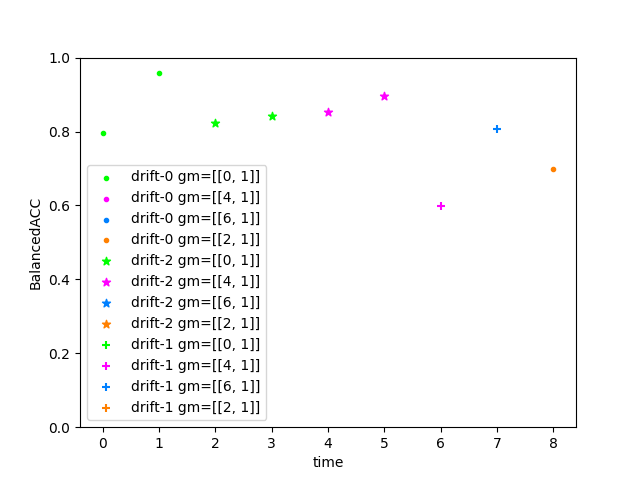 1.0
0.8
0.6
0.4
0.2
0.0
BalancedACC
drift-0 gm=[[0, 1]]
drift-0 gm=[[4, 1]]
drift-0 gm=[[6, 1]]
drift-0 gm=[[2, 1]]
drift-2 gm=[[0, 1]]
drift-2 gm=[[4, 1]]
drift-2 gm=[[6, 1]]
drift-2 gm=[[2, 1]]
drift-1 gm=[[0, 1]]
drift-1 gm=[[4, 1]]
drift-1 gm=[[6, 1]]
drift-1 gm=[[2, 1]]
0 1 2 3 4 5 6 7 8
time